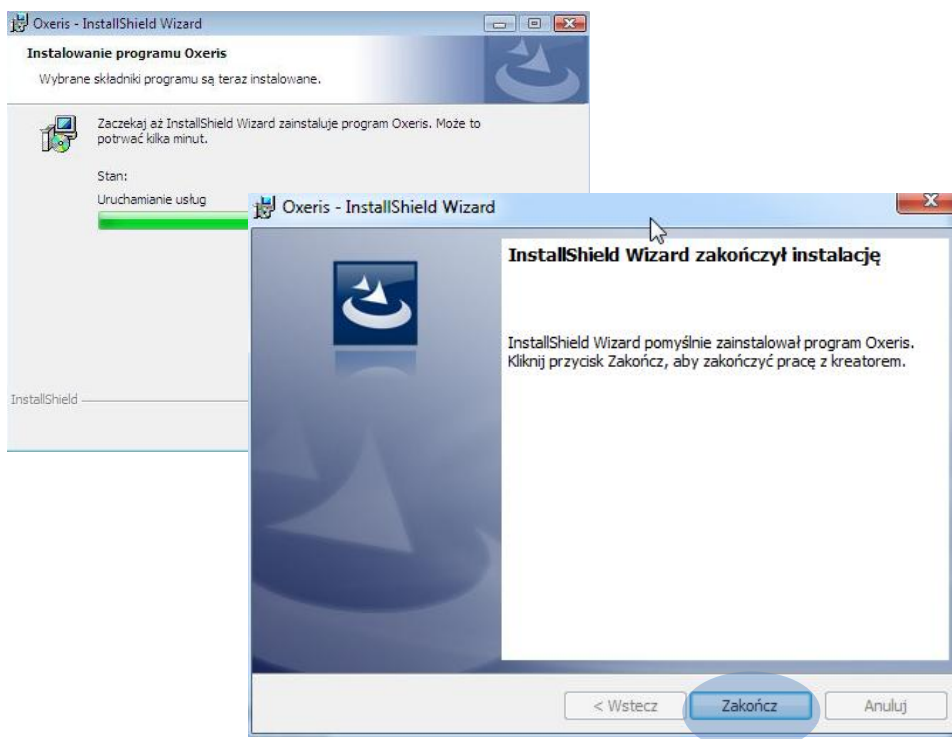 Oxeris - InstallShield Wizard
Instalowanie programu Oxeris
Wybrane składniki programu są teraz instalowane.
Zaczekaj aż InstallShield Wizard zainstaluje program Oxeris. Może to
potrwać kilka minut.
Stan:
Uruchamianie usług
InstallShield
Oxeris - InstallShield Wizard
InstallShield Wizard zakończył instalację
InstallShield Wizard pomyślnie zainstalował program Oxeris.
Kliknij przycisk Zakończ, aby zakończyć pracę z kreatorem.
< Wstecz Zakończ Anuluj